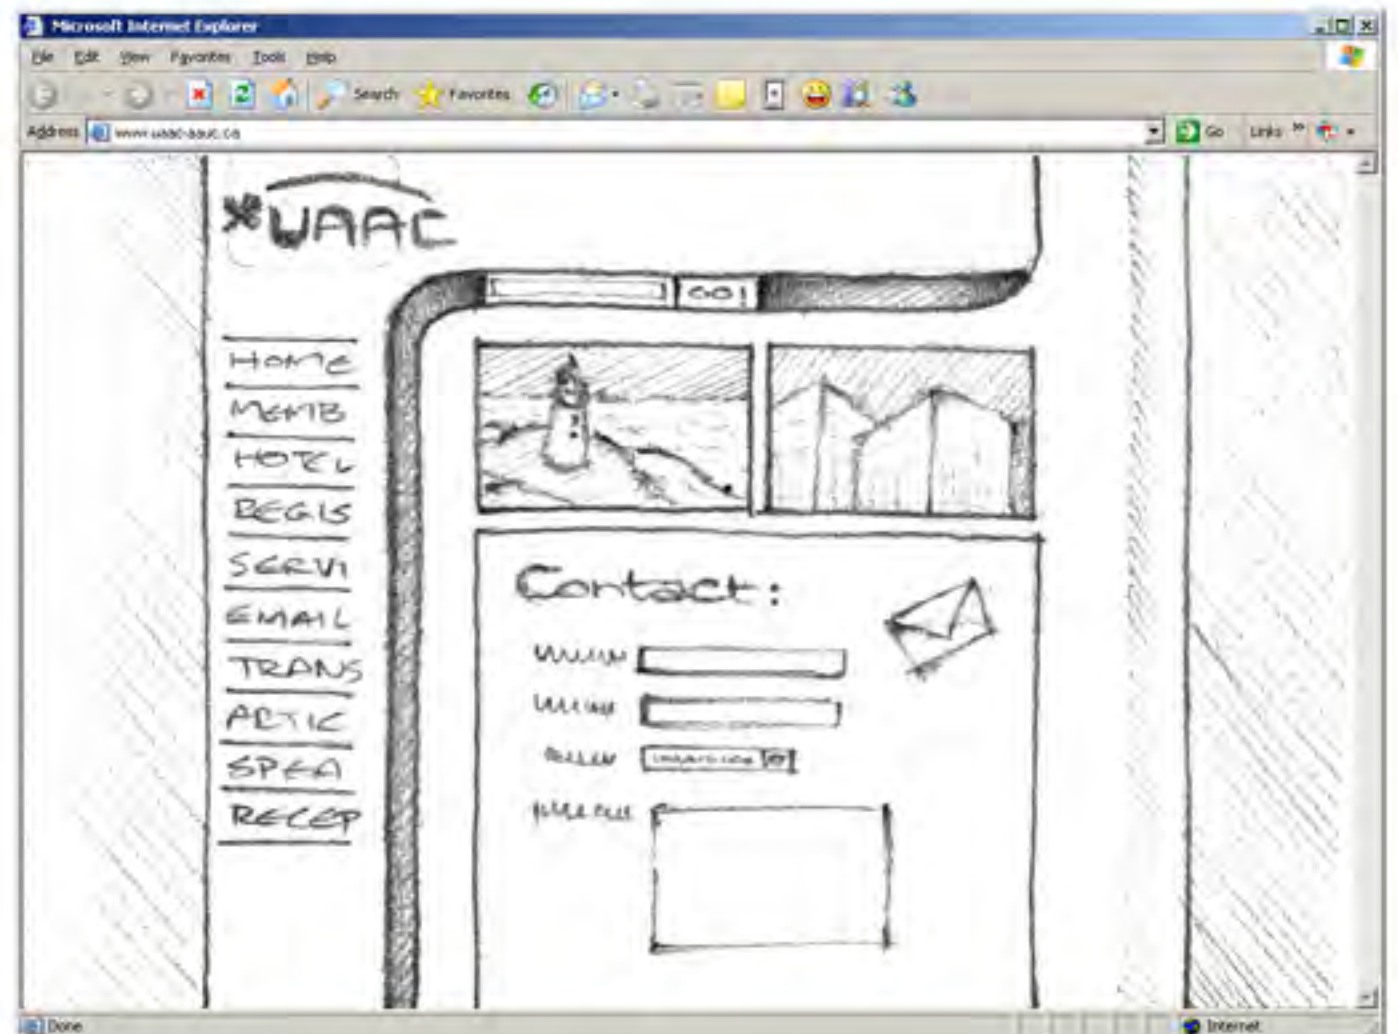 Microsoft Internet Explorer
File Edit View Favorites Tools Help
Search Favorites
Address www.uaac-aauc.ca Go Links »
UAAC
GO!
HOME
MEMB
HOTEL
REGIS
SERVI
EMAIL
TRANS
ARTIC
SPEA
RECEP
Contact:
Done Internet